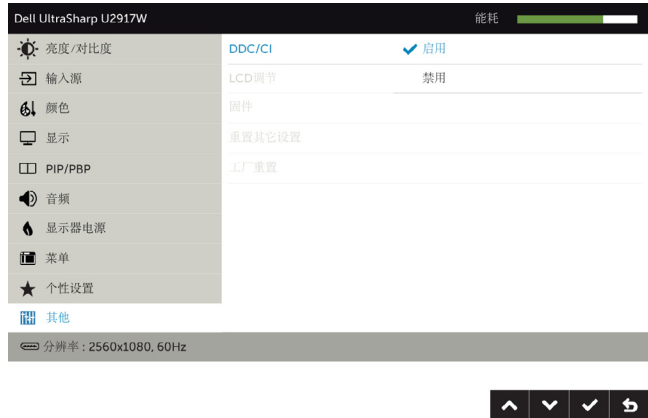 Dell UltraSharp U2917W
能耗
亮度/对比度
DDC/CI
启用
输入源
LCD调节
禁用
颜色
固件
显示
重置其它设置
PIP/PBP
工厂重置
音频
显示器电源
菜单
个性设置
其他
分辨率 : 2560x1080, 60Hz